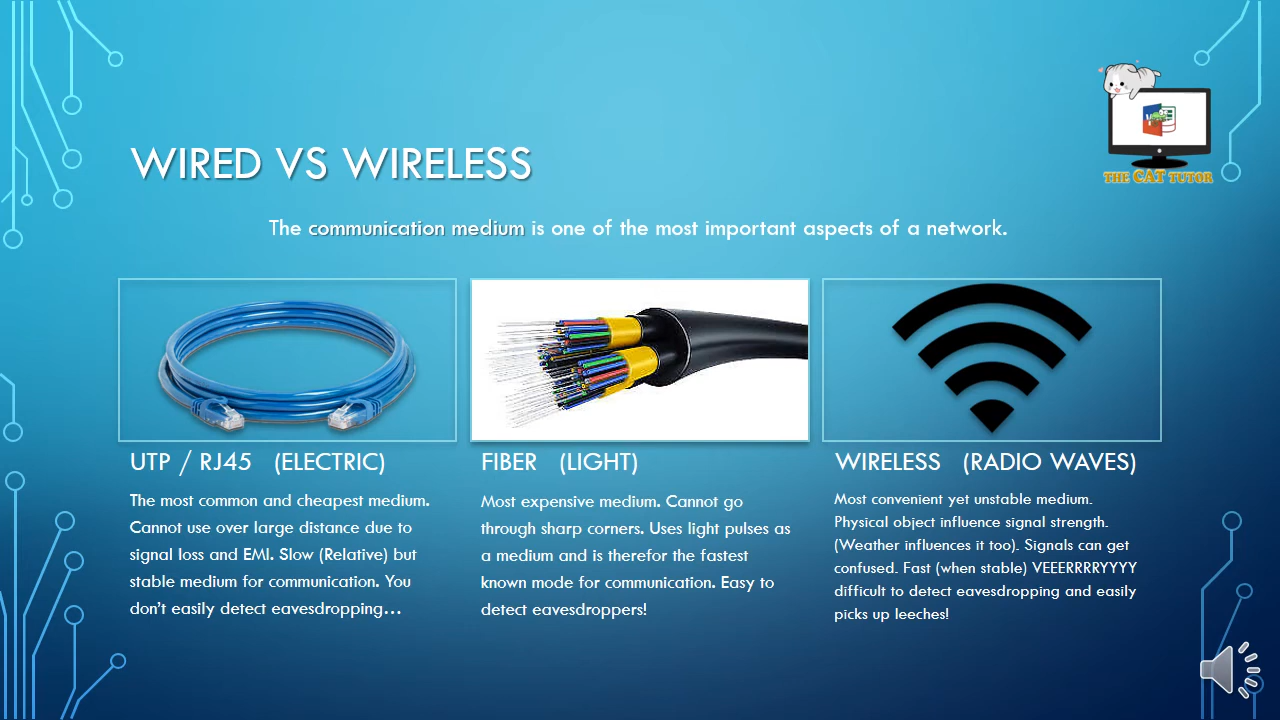 THE CAT TUTOR
WIRED VS WIRELESS
The communication medium is one of the most important aspects of a network.
UTP / RJ45 (ELECTRIC)
The most common and cheapest medium.
Cannot use over large distance due to
signal loss and EMI. Slow (Relative) but
stable medium for communication. You
don't easily detect eavesdropping…
FIBER (LIGHT)
Most expensive medium. Cannot go
through sharp corners. Uses light pulses as
a medium and is therefor the fastest
known mode for communication. Easy to
detect eavesdroppers!
WIRELESS (RADIO WAVES)
Most convenient yet unstable medium.
Physical object influence signal strength.
(Weather influences it too). Signals can get
confused. Fast (when stable) VEEERRRRYYYY
difficult to detect eavesdropping and easily
picks up leeches!